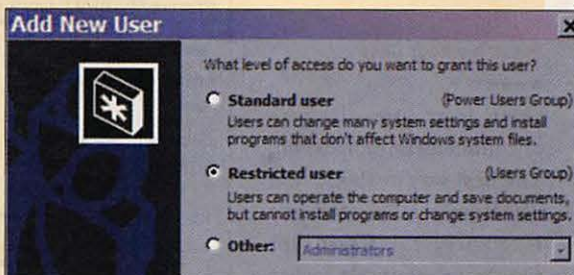 Add New User
What level of access do you want to grant this user?
Standard user (Power Users Group)
Users can change many system settings and install
programs that don't affect Windows system files.
Restricted user (Users Group)
Users can operate the computer and save documents,
but cannot install programs or change system settings.
Other: Administrators